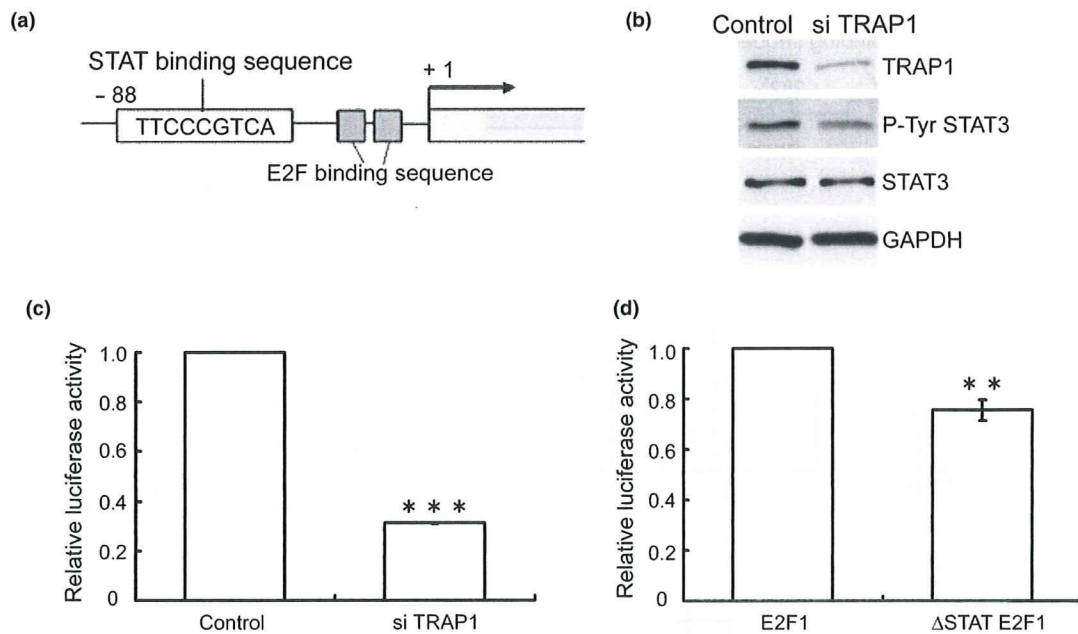 (a)
STAT binding sequence
– 88
+ 1
TTCCCGTCA
E2F binding sequence
(b)
Control si TRAP1
TRAP1
P-Tyr STAT3
STAT3
GAPDH
(c)
Relative luciferase activity
1.0
0.8
0.6
0.4
0.2
0
* * *
Control
si TRAP1
(d)
Relative luciferase activity
1.0
0.8
0.6
0.4
0.2
0
* *
E2F1
ΔSTAT E2F1